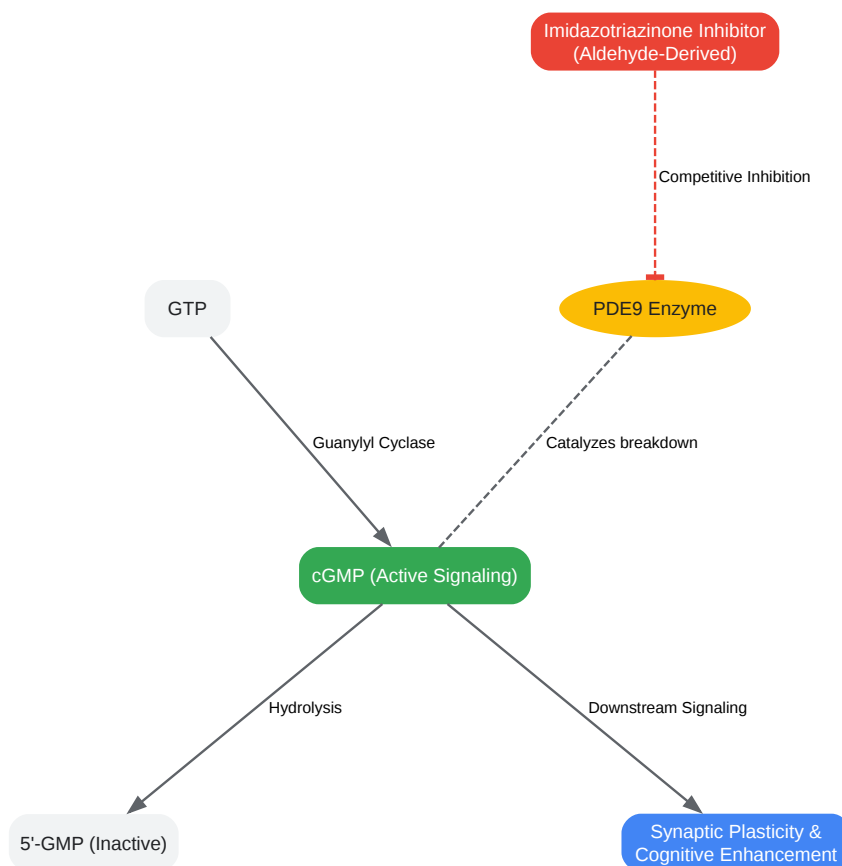 Imidazotriazinone Inhibitor
(Aldehyde-Derived)
Competitive Inhibition
GTP
PDE9 Enzyme
Guanylyl Cyclase
Catalyzes breakdown
cGMP (Active Signaling)
Hydrolysis
Downstream Signaling
5'-GMP (Inactive)
Synaptic Plasticity &
Cognitive Enhancement